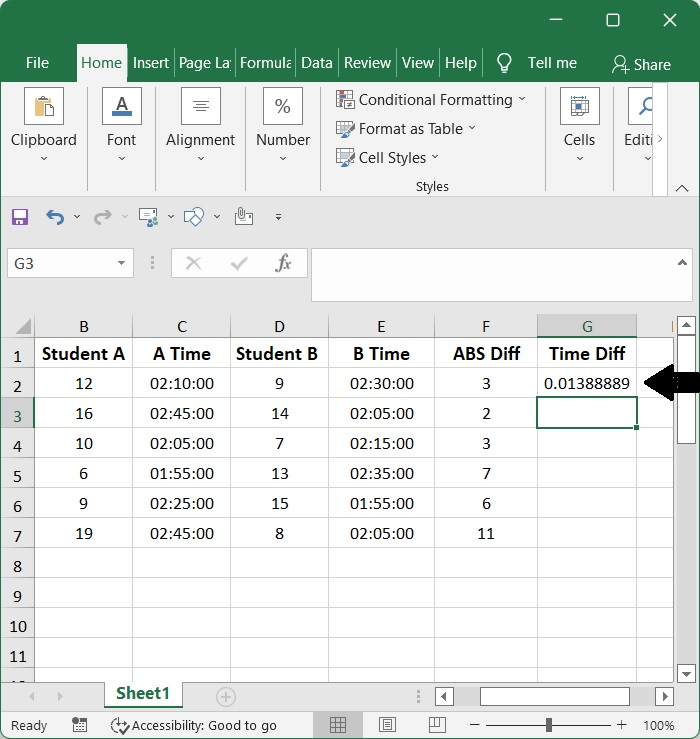 File Home Insert Page La Formula Data Review View Help Tell me Share
Clipboard Font Alignment Number
Conditional Formatting
Format as Table
Cell Styles
Styles
Cells Editi
G3
fx
B C D E F G
1 Student A A Time Student B B Time ABS Diff Time Diff
2 12 02:10:00 9 02:30:00 3 0.01388889
3 16 02:45:00 14 02:05:00 2
4 10 02:05:00 7 02:15:00 3
5 6 01:55:00 13 02:35:00 7
6 9 02:25:00 15 01:55:00 6
7 19 02:45:00 8 02:05:00 11
8
9
10
11
Sheet1
Ready Accessibility: Good to go 100%